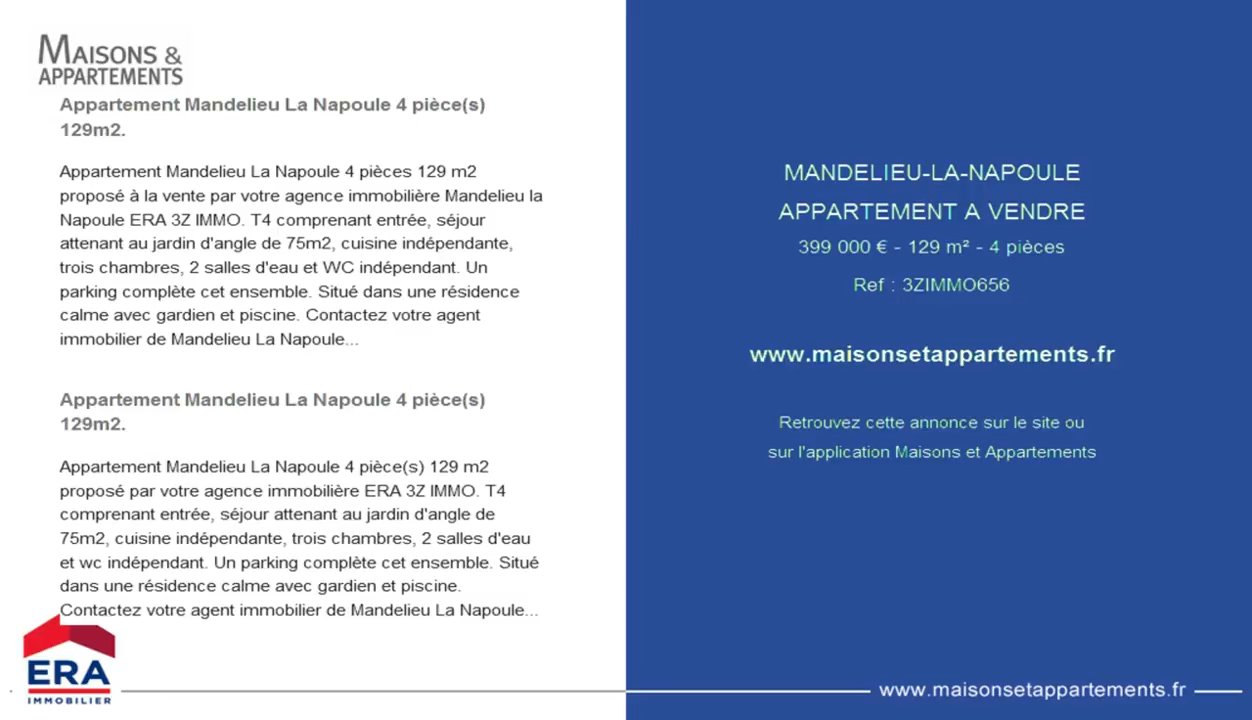 MAISONS &
APPARTEMENTS
Appartement Mandelieu La Napoule 4 pièce(s)
129m2.
Appartement Mandelieu La Napoule 4 pièces 129 m2
proposé à la vente par votre agence immobilière Mandelieu la
Napoule ERA 3Z IMMO. T4 comprenant entrée, séjour
attenant au jardin d'angle de 75m2, cuisine indépendante,
trois chambres, 2 salles d'eau et WC indépendant. Un
parking complète cet ensemble. Situé dans une résidence
calme avec gardien et piscine. Contactez votre agent
immobilier de Mandelieu La Napoule...
Appartement Mandelieu La Napoule 4 pièce(s)
129m2.
Appartement Mandelieu La Napoule 4 pièce(s) 129 m2
proposé par votre agence immobilière ERA 3Z IMMO. T4
comprenant entrée, séjour attenant au jardin d'angle de
75m2, cuisine indépendante, trois chambres, 2 salles d'eau
et wc indépendant. Un parking complète cet ensemble. Situé
dans une résidence calme avec gardien et piscine.
Contactez votre agent immobilier de Mandelieu La Napoule...
ERA
IMMOBILIER
MANDELIEU-LA-NAPOULE
APPARTEMENT A VENDRE
399 000 € - 129 m² - 4 pièces
Ref : 3ZIMMO656
www.maisonsetappartements.fr
Retrouvez cette annonce sur le site ou
sur l'application Maisons et Appartements
www.maisonsetappartements.fr